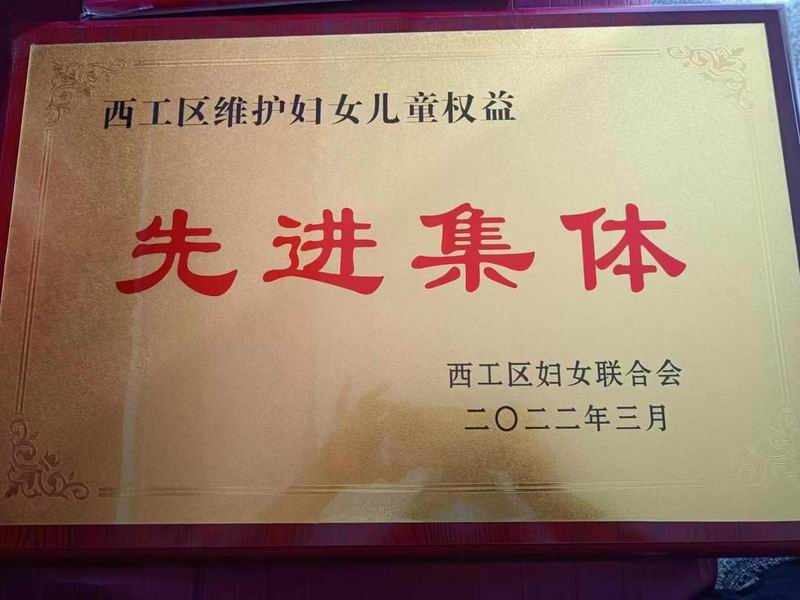 西工区维护妇女儿童权益
先进集体
西工区妇女联合会
二〇二二年三月